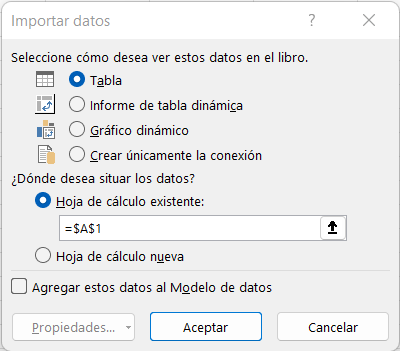 Importar datos
?
Seleccione cómo desea ver estos datos en el libro.
Tabla
Informe de tabla dinámica
Gráfico dinámico
Crear únicamente la conexión
¿Dónde desea situar los datos?
Hoja de cálculo existente:
=$A$1
Hoja de cálculo nueva
Agregar estos datos al Modelo de datos
Propiedades...
Aceptar
Cancelar